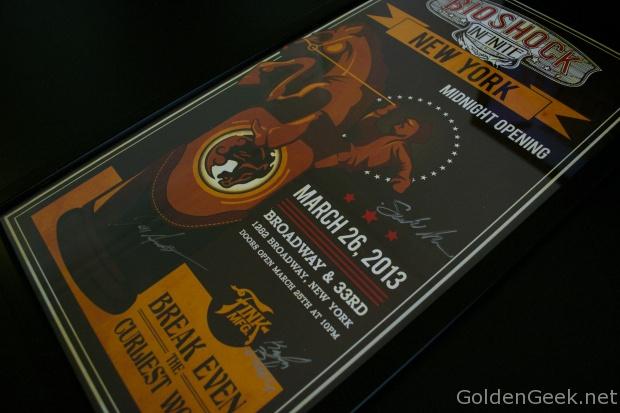 BIOSHOCK
INFINITE
NEW YORK
MIDNIGHT OPENING
MARCH 26, 2013
BROADWAY & 33RD
1282 BROADWAY, NEW YORK
DOORS OPEN MARCH 25TH AT 10PM
FINK
MFG.
BREAK EVEN
THE
CURLIEST
GoldenGeek.net